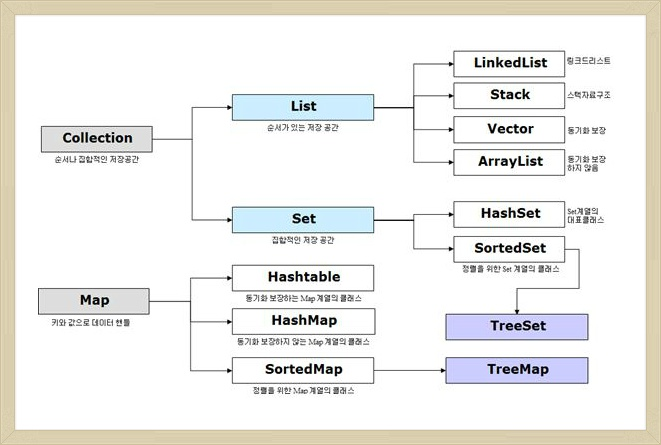 LinkedList
링크드리스트
List
순서가 있는 저장 공간
Stack
스택자료구조
Vector
동기화 보장
ArrayList
동기화 보장
하지 않음
Collection
순서나 집합적인 저장공간
Set
집합적인 저장 공간
HashSet
Set계열의
대표클래스
SortedSet
정렬을 위한 Set 계열의 클래스
TreeSet
Map
키와 값으로 데이터 핸들
Hashtable
동기화 보장하는 Map 계열의 클래스
HashMap
동기화 보장하지 않는 Map 계열의 클래스
SortedMap
정렬을 위한 Map 계열의 클래스
TreeMap